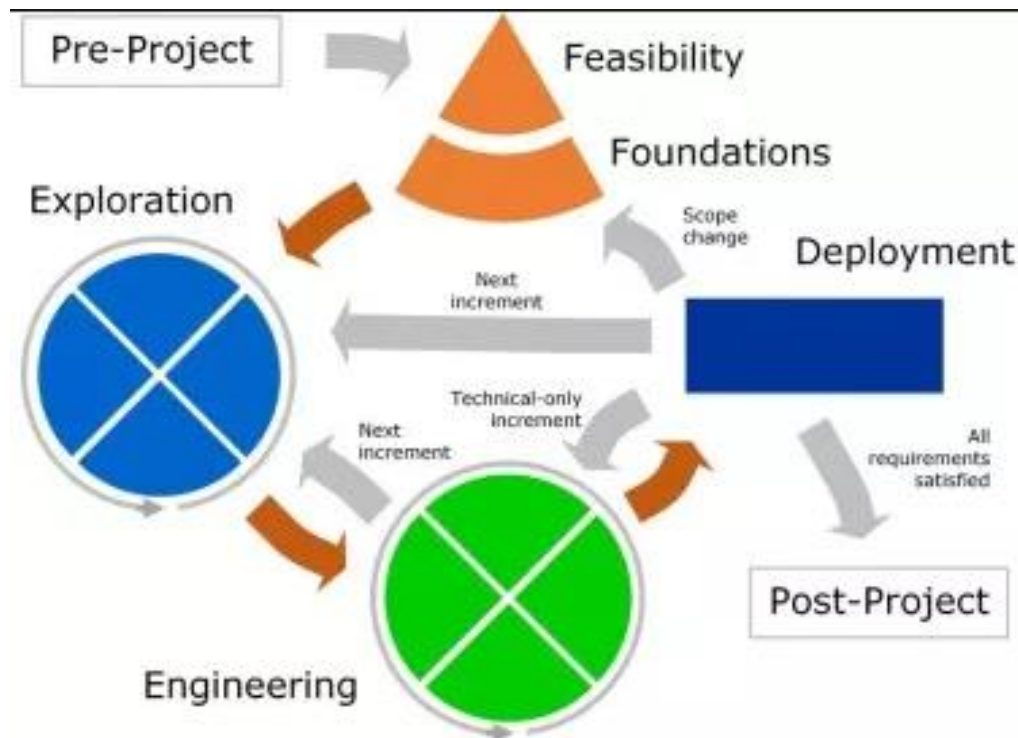 Pre-Project
Feasibility
Foundations
Exploration
Scope
change
Deployment
Next
increment
Technical-only
increment
Next
increment
All
requirements
satisfied
Post-Project
Engineering